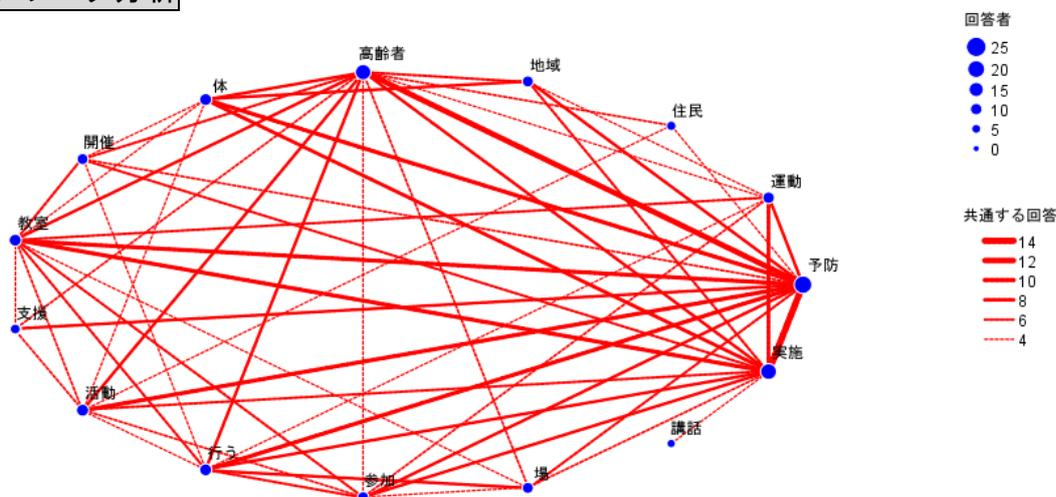 分析
回答者
25
20
15
10
5
0
共通する回答
14
12
10
8
6
4
高齢者
地域
体
住民
開催
運動
教室
予防
支援
実施
活動
講話
行う
参加
場